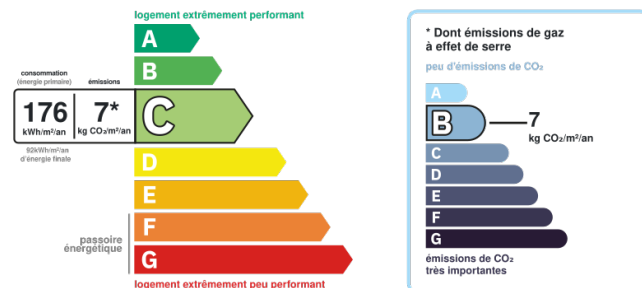 logement extrêmement performant
A
B
consommation
(énergie primaire)
émissions
176
kWh/m²/an
7*
kg CO₂/m²/an
C
92kWh/m²/an
d'énergie finale
D
E
F
G
passoire
énergétique
logement extrêmement peu performant
* Dont émissions de gaz
à effet de serre
peu d'émissions de CO₂
A
B
7
kg CO₂/m²/an
C
D
E
F
G
émissions de CO₂
très importantes